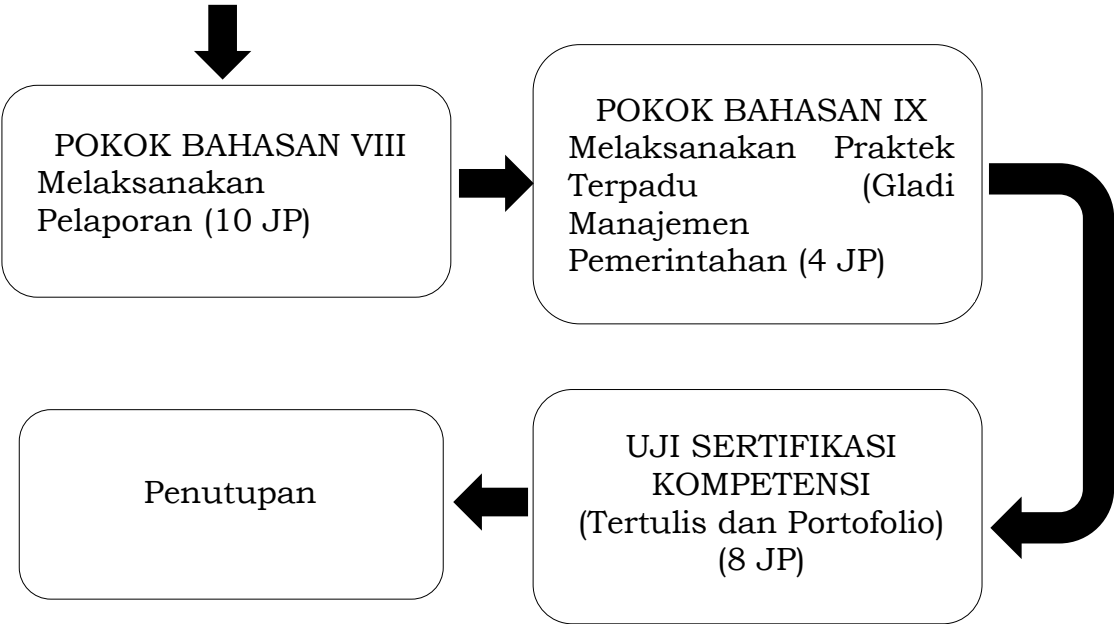 POKOK BAHASAN VIII
Melaksanakan
Pelaporan (10 JP)
POKOK BAHASAN IX
Melaksanakan Praktek
Terpadu (Gladi
Manajemen
Pemerintahan (4 JP)
UJI SERTIFIKASI
KOMPETENSI
(Tertulis dan Portofolio)
(8 JP)
Penutupan